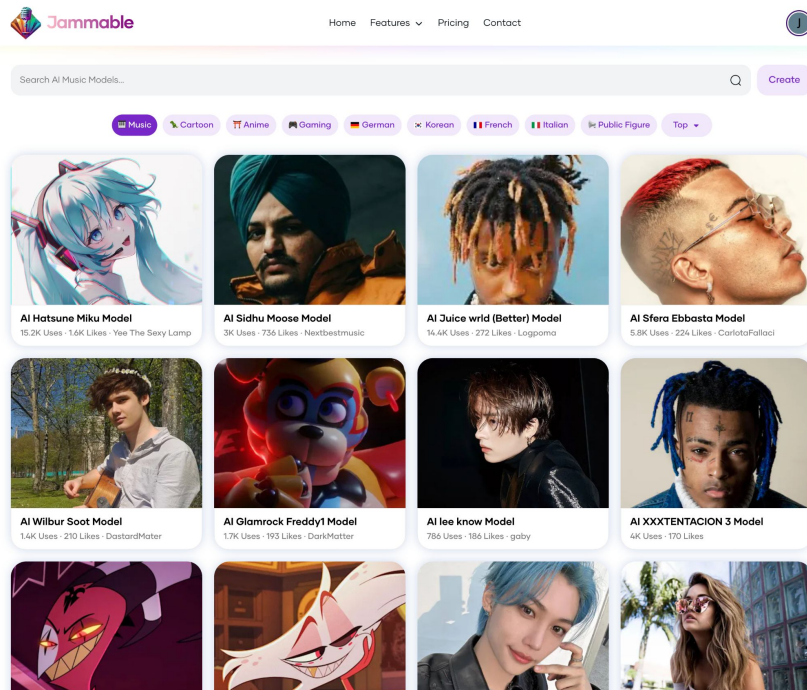 Jammable
Home Features Pricing Contact
J
Search AI Music Models...
Create
Music Cartoon Anime Gaming German Korean French Italian Public Figure Top
AI Hatsune Miku Model
15.2K Uses · 1.6K Likes · Yee The Sexy Lamp
AI Sidhu Moose Model
3K Uses · 736 Likes · Nextbestmusic
AI Juice wrld (Better) Model
14.4K Uses · 272 Likes · Logpoma
AI Sfera Ebbasta Model
5.8K Uses · 224 Likes · CarlotaFallaci
AI Wilbur Soot Model
1.4K Uses · 210 Likes · DastardMater
AI Glamrock Freddy1 Model
1.7K Uses · 193 Likes · DarkMatter
AI lee know Model
786 Uses · 186 Likes · gaby
AI XXXTENTACION 3 Model
4K Uses · 170 Likes